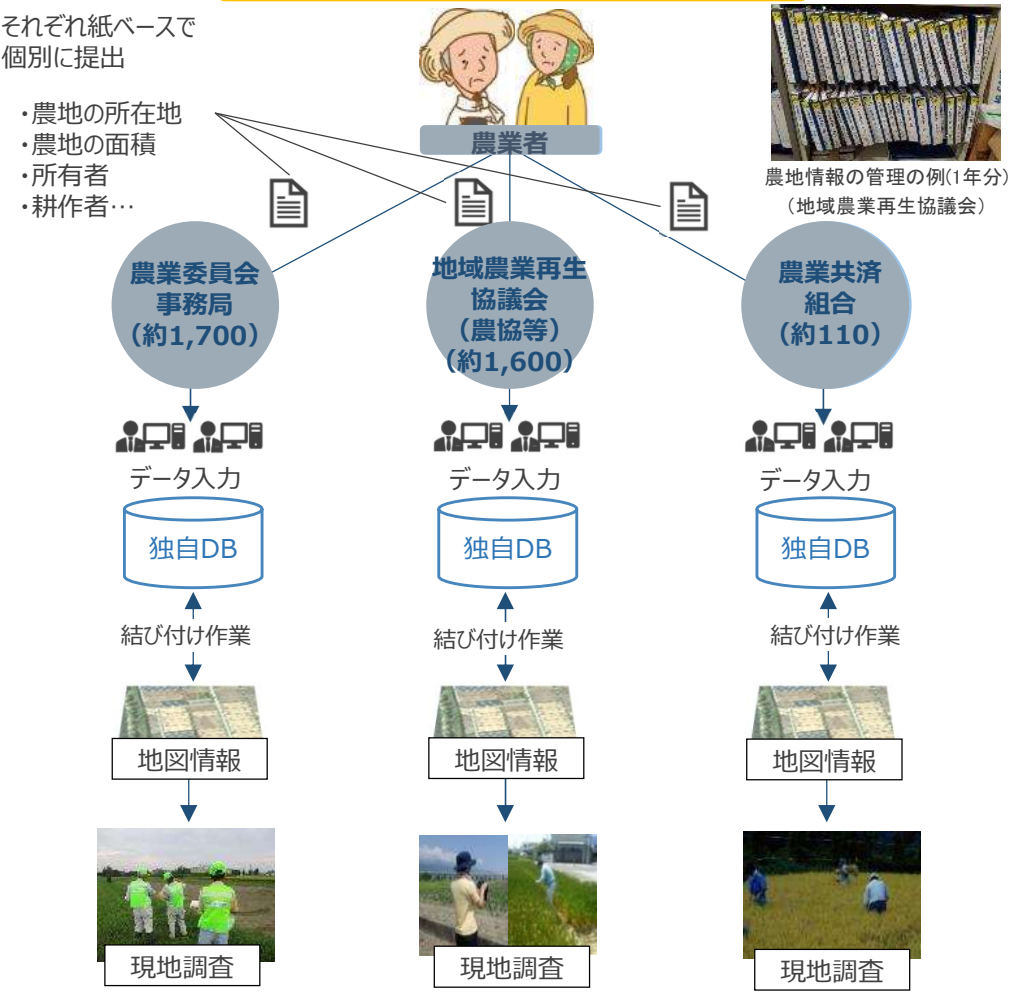 それぞれ紙ベースで
個別に提出
・農地の所在地
・農地の面積
・所有者
・耕作者…
農業者
農地情報の管理の例(1年分)
（地域農業再生協議会）
農業委員会
事務局
（約1,700）
地域農業再生
協議会
（農協等）
（約1,600）
農業共済
組合
（約110）
データ入力
データ入力
データ入力
独自DB
独自DB
独自DB
結び付け作業
結び付け作業
結び付け作業
地図情報
地図情報
地図情報
現地調査
現地調査
現地調査